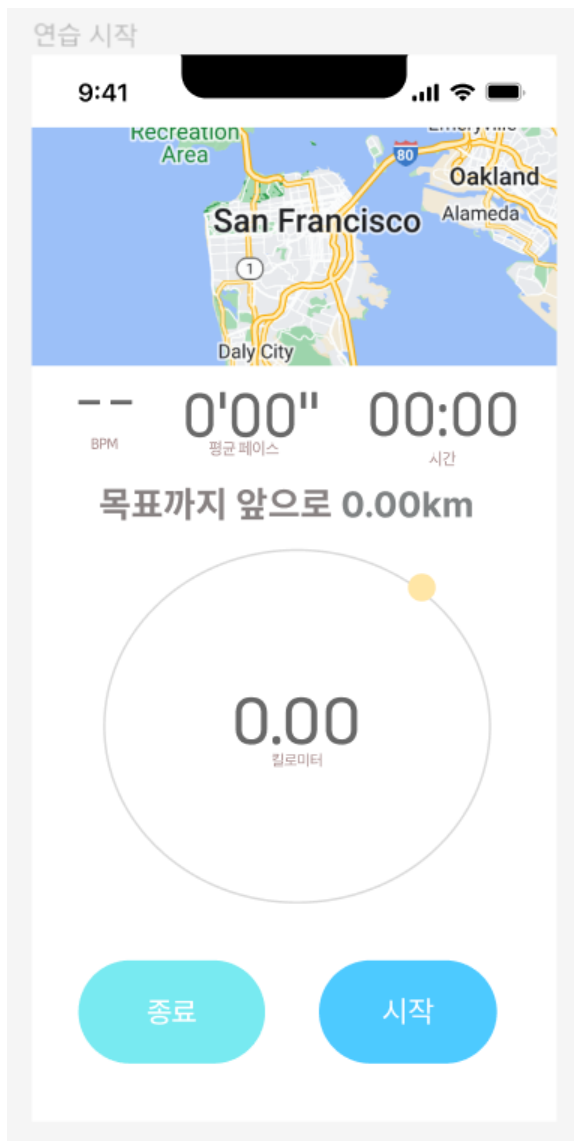 연습 시작
9:41
Recreation
Area
80
Oakland
San Francisco
Alameda
1
Daly City
-- 0'00" 00:00
BPM 평균 페이스 시간
목표까지 앞으로 0.00km
0.00
킬로미터
종료 시작